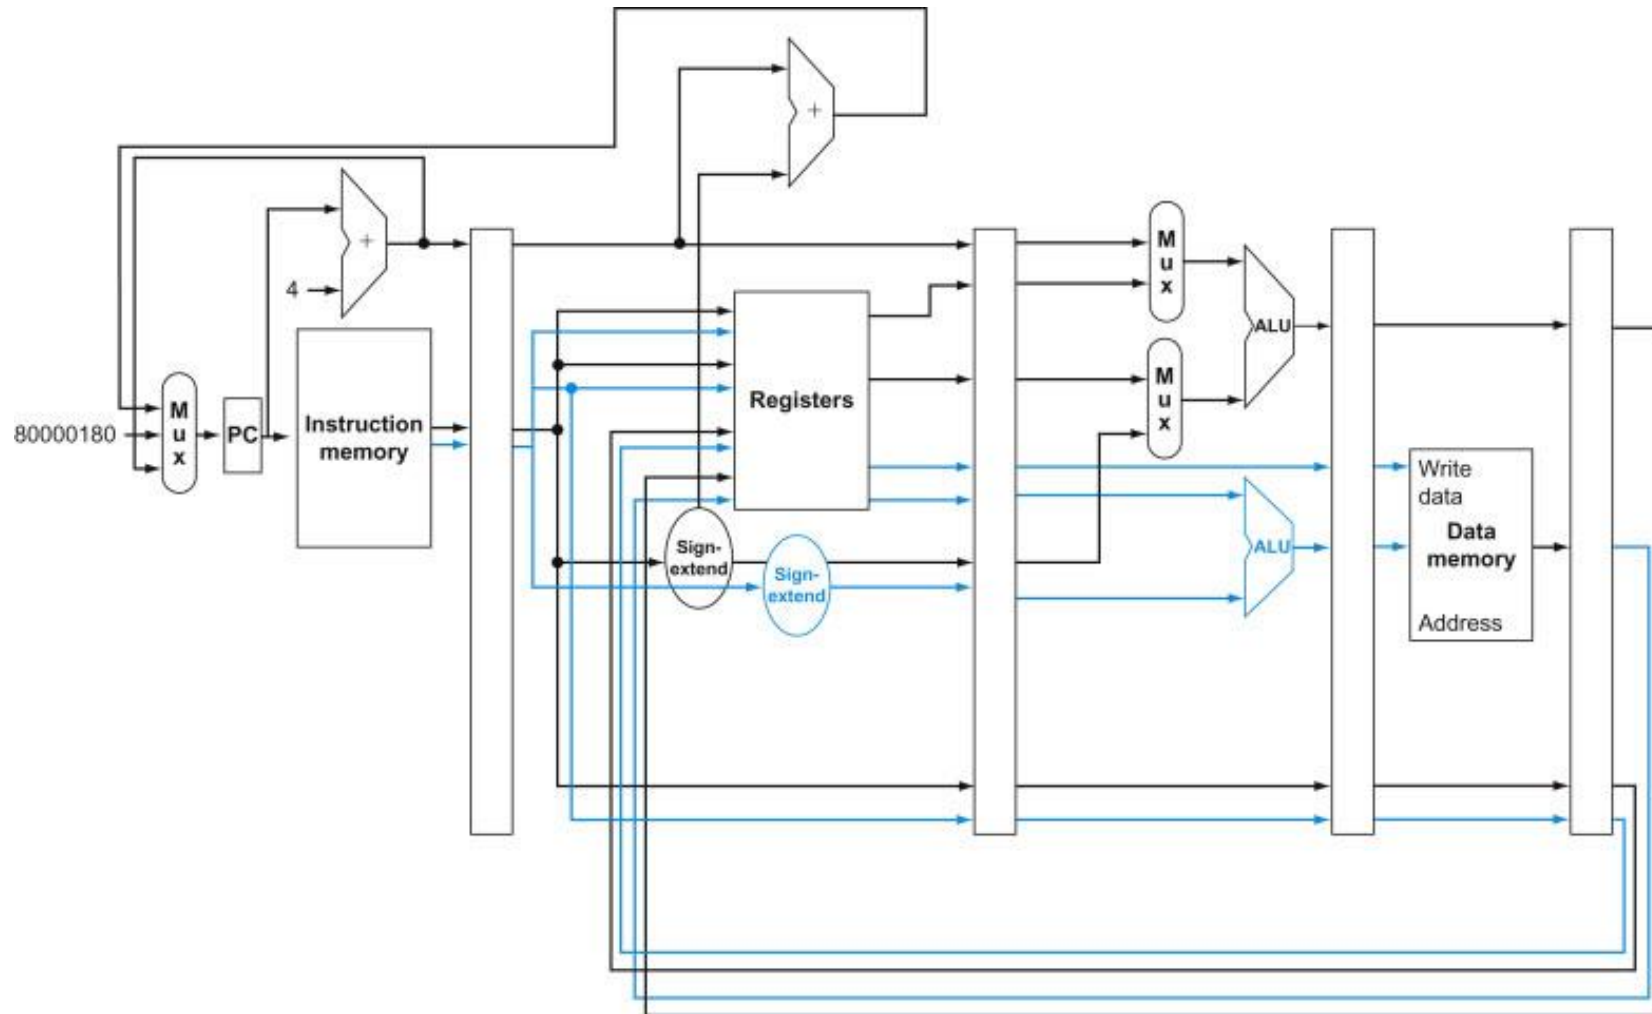 +
+
4
M
u
x
ALU
M
u
x
80000180
M
u
x
PC
Instruction
memory
Registers
Sign-
extend
Sign-
extend
ALU
Write
data
Data
memory
Address